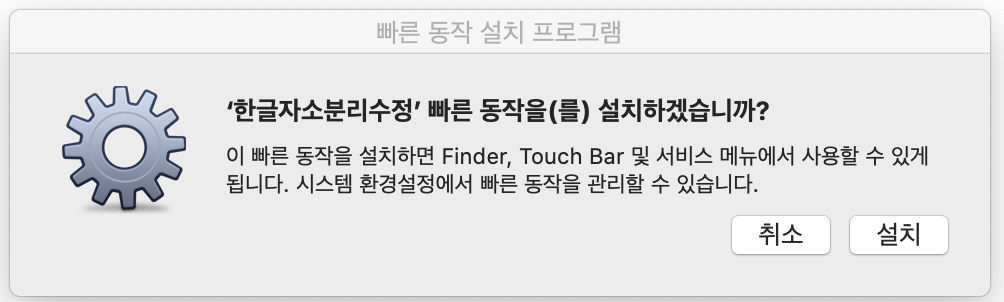 빠른 동작 설치 프로그램
‘한글자소분리수정’ 빠른 동작을(를) 설치하겠습니까?
이 빠른 동작을 설치하면 Finder, Touch Bar 및 서비스 메뉴에서 사용할 수 있게
됩니다. 시스템 환경설정에서 빠른 동작을 관리할 수 있습니다.
취소 설치